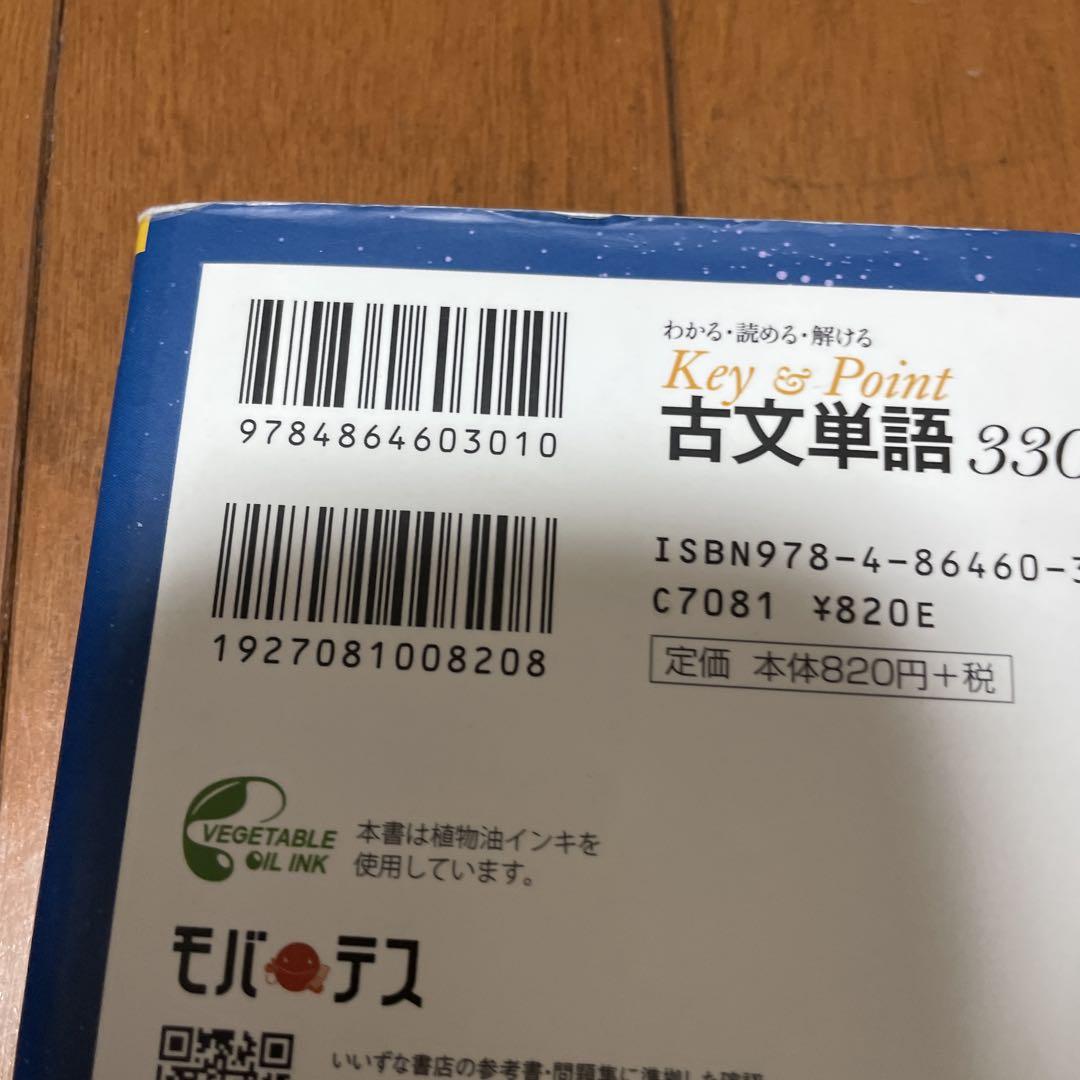 9784864603010
わかる・読める・解ける
Key & Point
古文単語 330
1927081008208
ISBN978-4-86460-3
C7081 ¥820E
定価 本体820円+税
VEGETABLE
OIL INK
本書は植物油インキを
使用しています。
モバテス
いいずな書店の参考書・問題集に準拠した確認